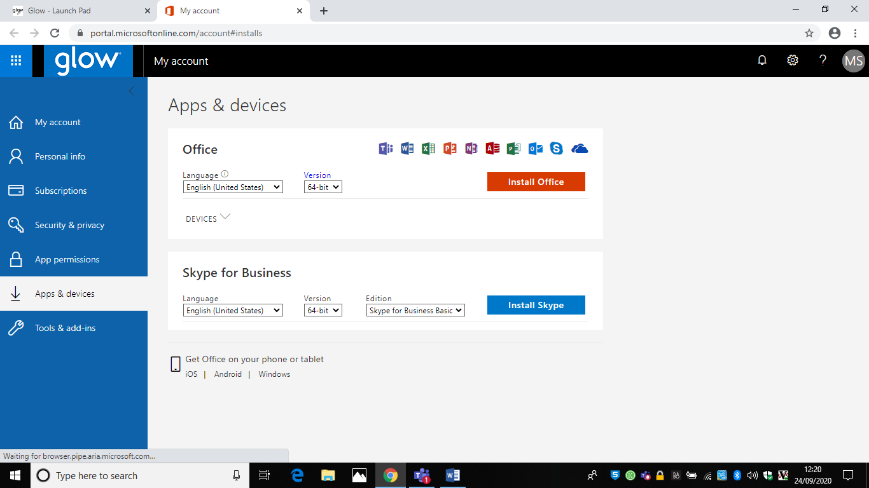 Glow - Launch Pad
My account
portal.microsoftonline.com/account#installs
glow
My account
MS
My account
Personal info
Subscriptions
Security & privacy
App permissions
Apps & devices
Tools & add-ins
Apps & devices
Office
Language
Version
English (United States)
64-bit
Install Office
DEVICES
Skype for Business
Language
Version
Edition
English (United States)
64-bit
Skype for Business Basic
Install Skype
Get Office on your phone or tablet
iOS | Android | Windows
Waiting for browser.pipe.aria.microsoft.com...
Type here to search
12:20
24/09/2020